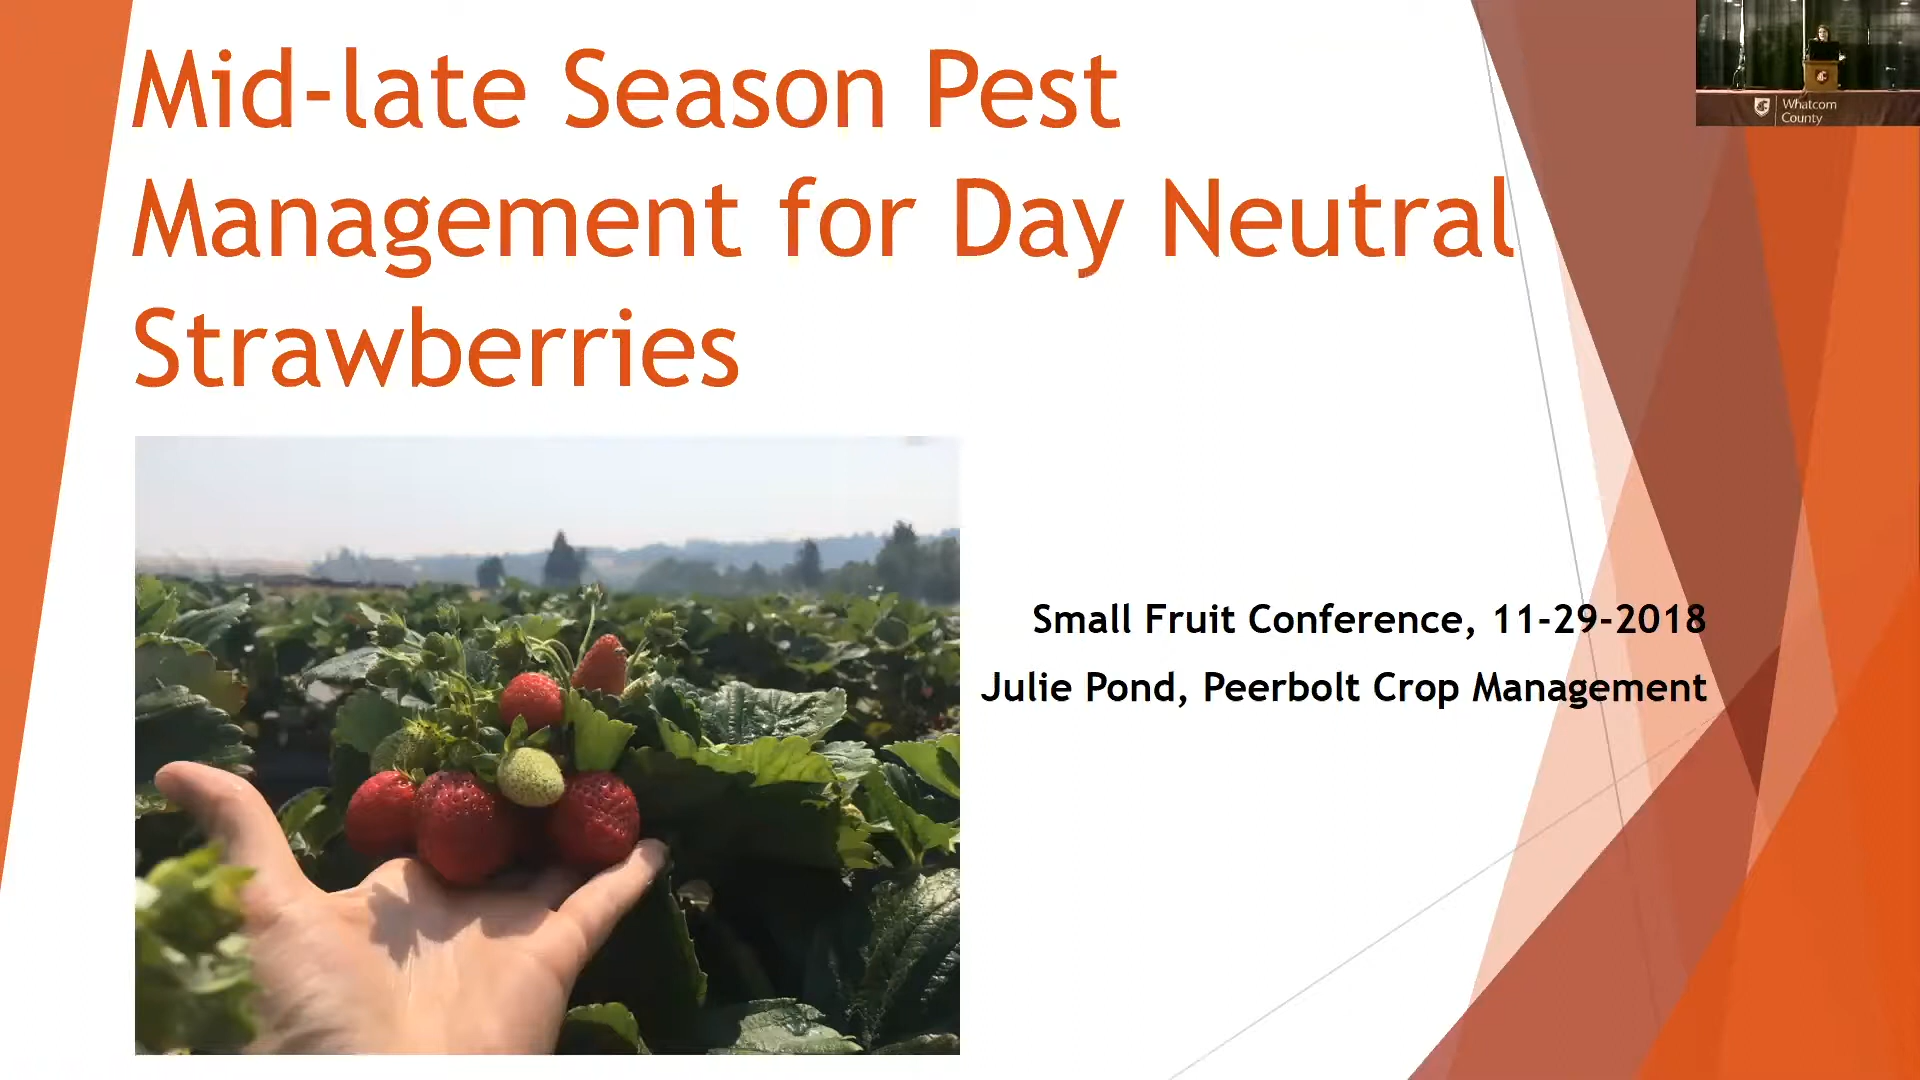 Mid-late Season Pest
Management for Day Neutral
Strawberries
Small Fruit Conference, 11-29-2018
Julie Pond, Peerbolt Crop Management
Whatcom
County